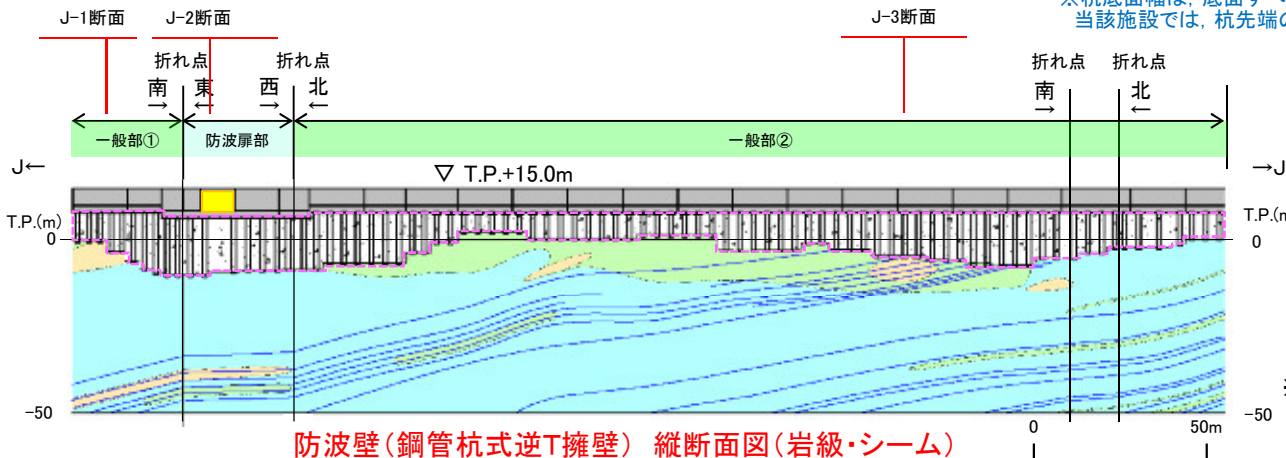 ※杭底面幅は，底面す
当該施設では，杭先端の
J-1断面 J-2断面 J-3断面
折れ点 折れ点 折れ点 折れ点
南 東 西 北 南 北
→ ← → ← → ←
一般部① 防波扉部 一般部②
J← →J
▽ T.P.+15.0m
T.P.(m) T.P.(m
0 0
-50 -50
0 50m
防波壁(鋼管杭式逆T擁壁) 縦断面図(岩級・シーム)